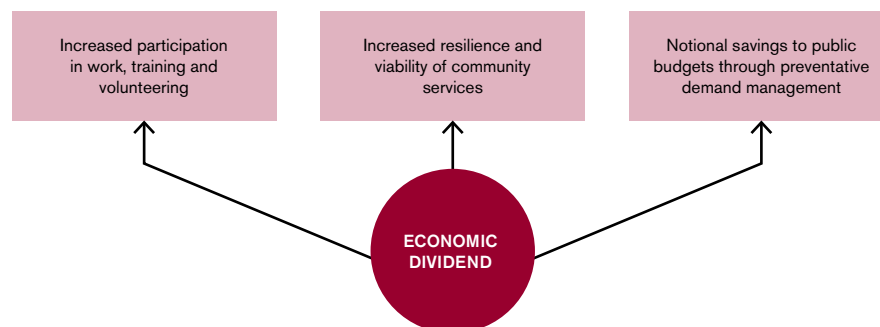 Increased participation
in work, training and
volunteering
Increased resilience and
viability of community
services
Notional savings to public
budgets through preventative
demand management
ECONOMIC
DIVIDEND